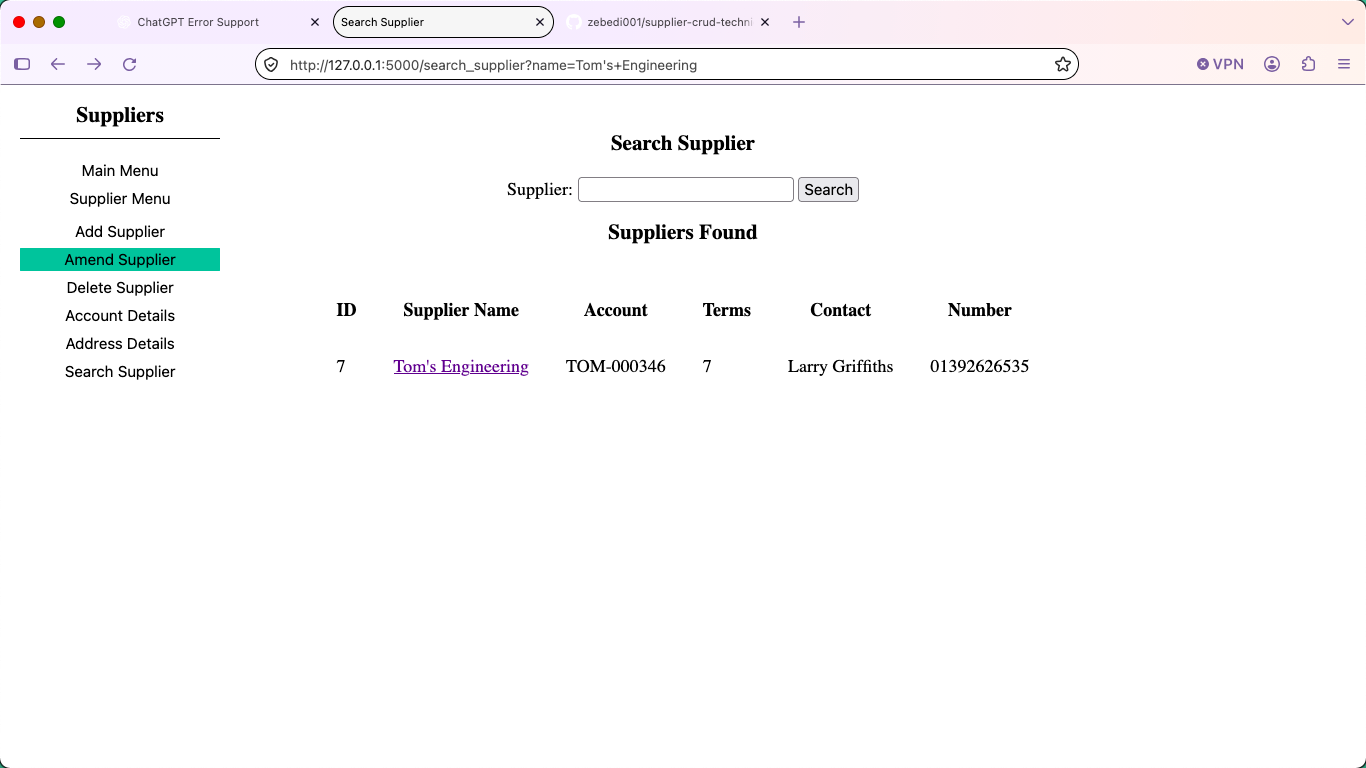 ChatGPT Error Support
Search Supplier
zebedi001/supplier-crud-techni
http://127.0.0.1:5000/search_supplier?name=Tom's+Engineering
VPN
Suppliers
Main Menu
Supplier Menu
Add Supplier
Amend Supplier
Delete Supplier
Account Details
Address Details
Search Supplier
Search Supplier
Supplier: Search
Suppliers Found
ID Supplier Name Account Terms Contact Number
7 Tom's Engineering TOM-000346 7 Larry Griffiths 01392626535